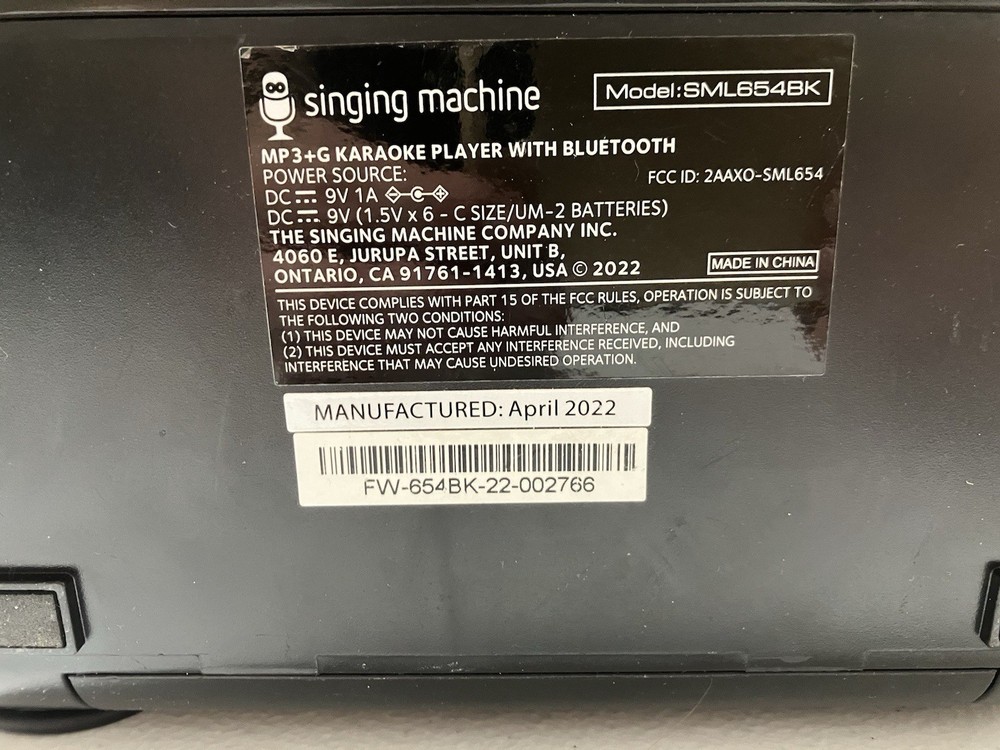 singing machine
Model:SML654BK
MP3+G KARAOKE PLAYER WITH BLUETOOTH
POWER SOURCE:
FCC ID: 2AAXO-SML654
DC 9V 1A
DC 9V (1.5V x 6 - C SIZE/UM-2 BATTERIES)
THE SINGING MACHINE COMPANY INC.
4060 E, JURUPA STREET, UNIT B,
ONTARIO, CA 91761-1413, USA © 2022
MADE IN CHINA
THIS DEVICE COMPLIES WITH PART 15 OF THE FCC RULES, OPERATION IS SUBJECT TO
THE FOLLOWING TWO CONDITIONS:
(1) THIS DEVICE MAY NOT CAUSE HARMFUL INTERFERENCE, AND
(2) THIS DEVICE MUST ACCEPT ANY INTERFERENCE RECEIVED, INCLUDING
INTERFERENCE THAT MAY CAUSE UNDESIRED OPERATION.
MANUFACTURED: April 2022
FW-654BK-22-002766